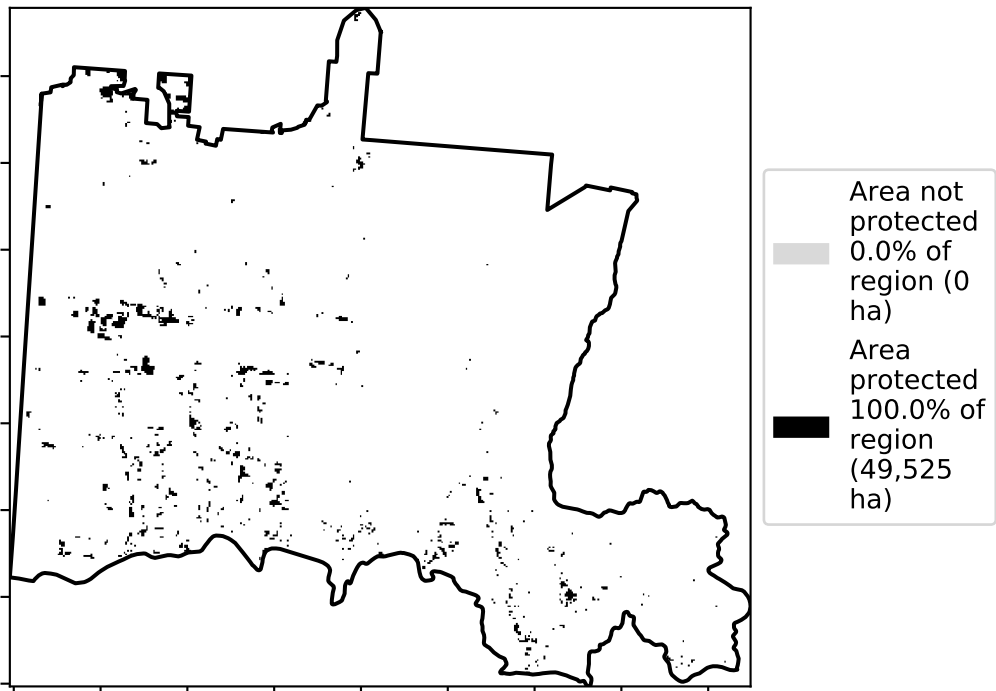 Area not
protected
0.0% of
region (0
ha)
Area
protected
100.0% of
region
(49,525
ha)